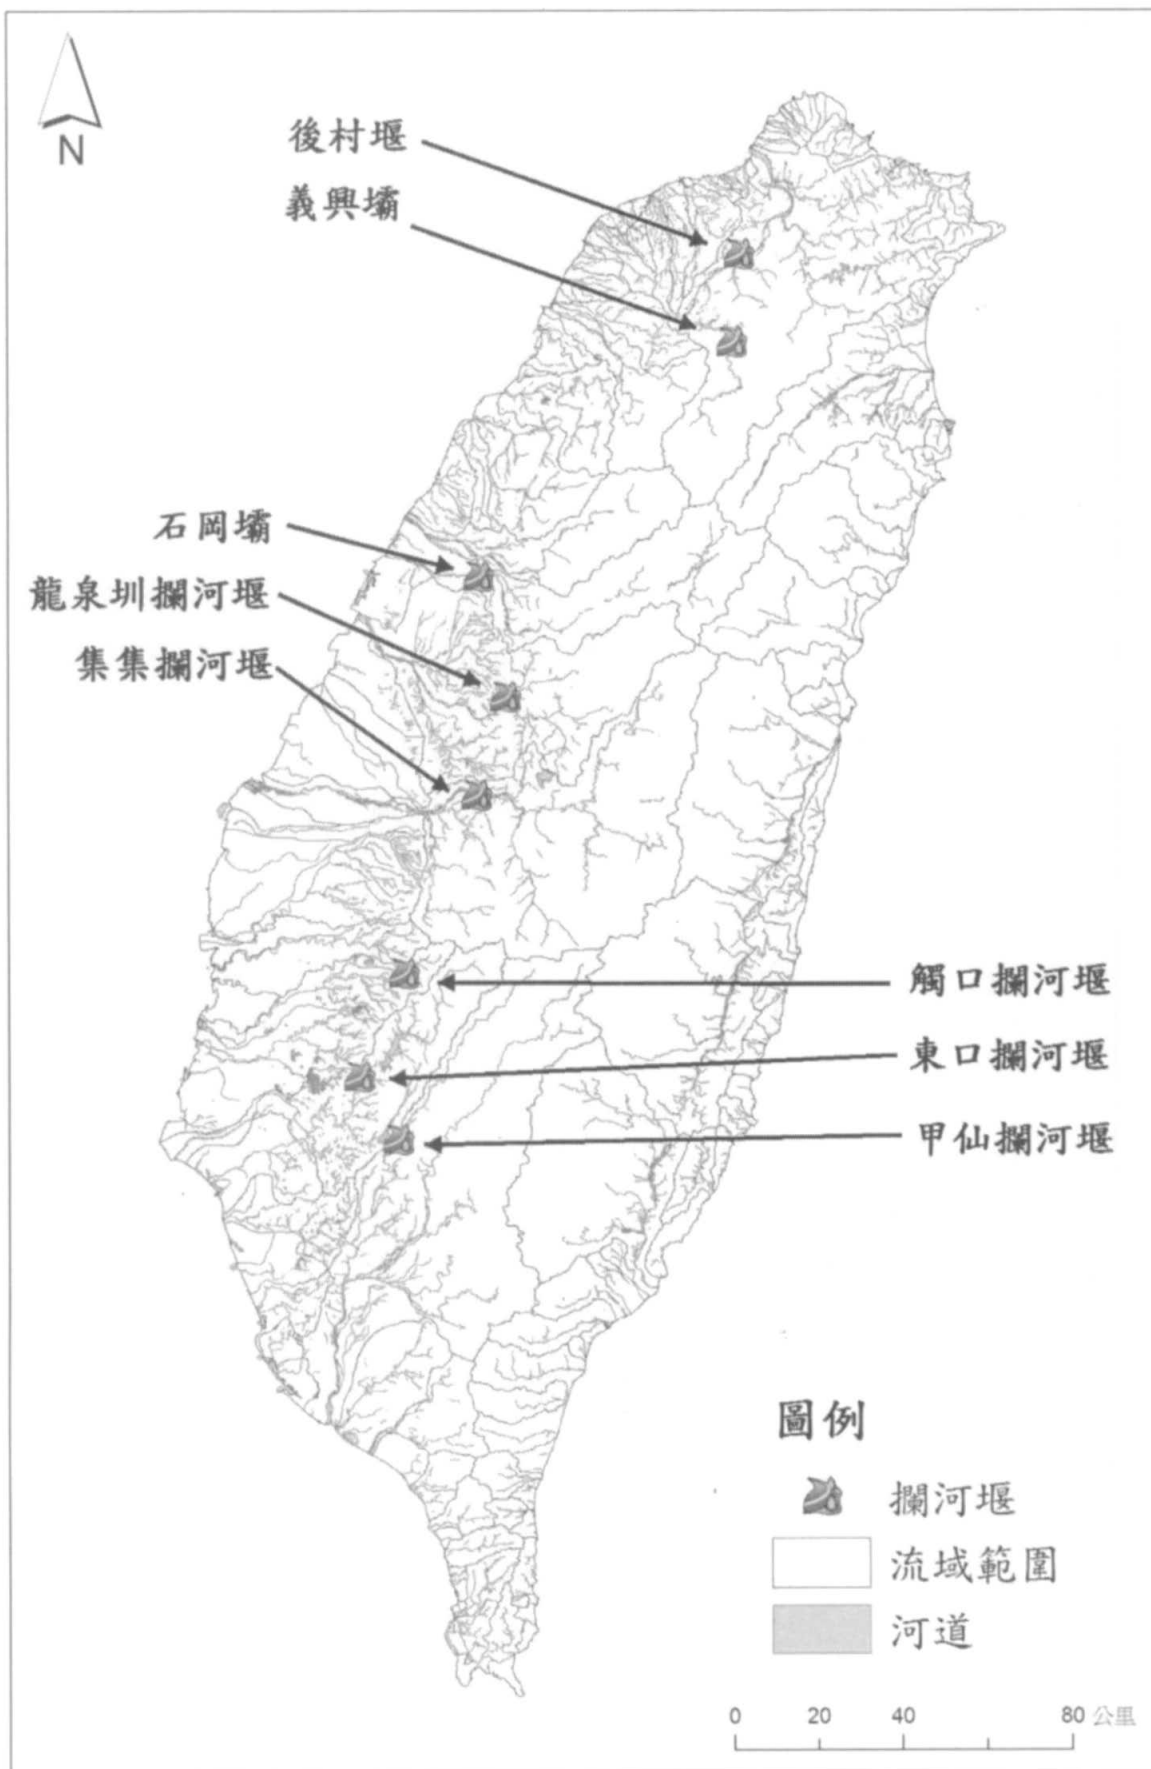 N
後村堰
義興壩
石岡壩
龍泉圳攔河堰
集集攔河堰
觸口攔河堰
東口攔河堰
甲仙攔河堰
圖例
攔河堰
流域範圍
河道
0 20 40 80 公里